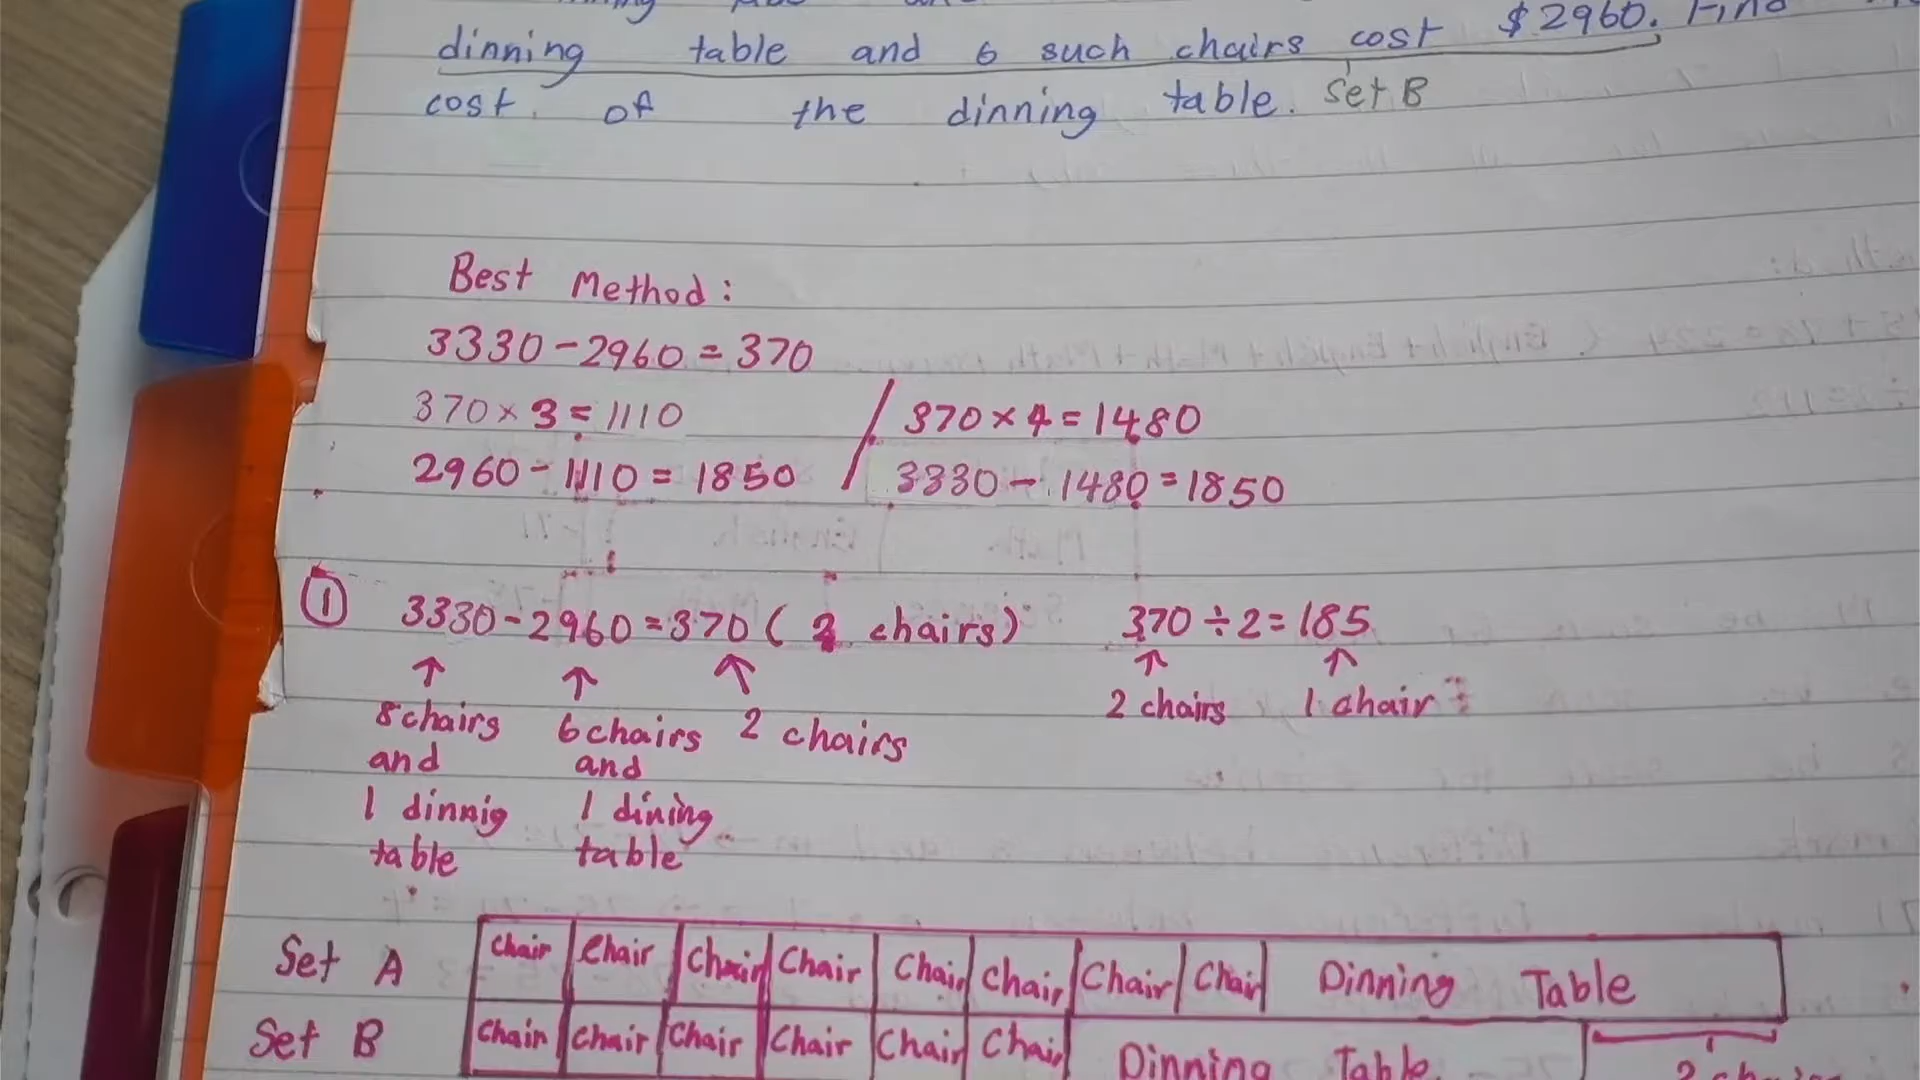 dinning table and 6 such chairs cost $2960. Find
cost of the dinning table. Set B
Best Method:
3330-2960=370
370×3=1110 / 370×4=1480
2960-1110=1850 / 3330-1480=1850
① 3330-2960=370 (2 chairs) 370÷2=185
8chairs and 1 dinnig table
6chairs and 1 dining table
2 chairs
2 chairs
1 chair
Set A Chair Chair Chair Chair Chair Chair Chair Chair Dinning Table
Set B Chair Chair Chair Chair Chair Chair Dinning Table
2 chairs